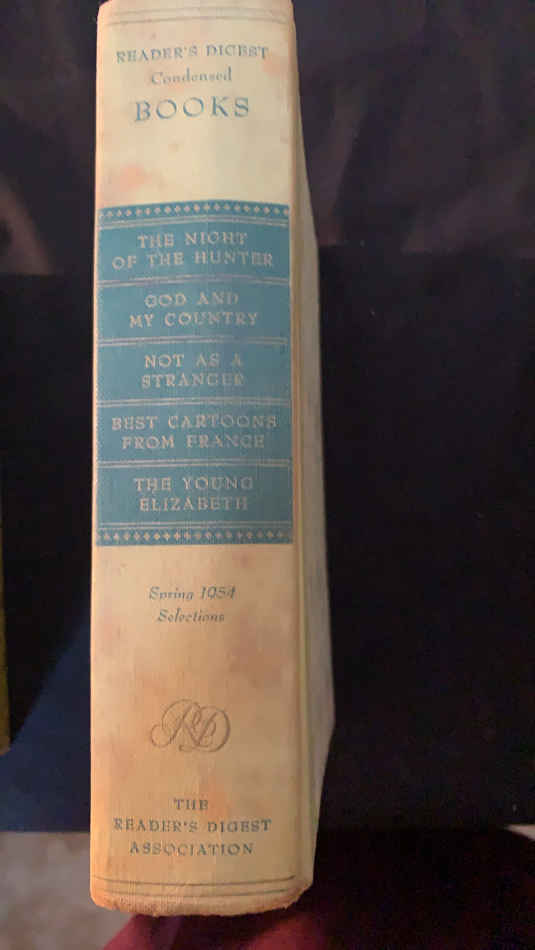 READER'S DIGEST
Condensed
BOOKS
THE NIGHT
OF THE HUNTER
GOD AND
MY COUNTRY
NOT AS A
STRANGER
BEST CARTOONS
FROM FRANCE
THE YOUNG
ELIZABETH
Spring 1954
Selections
RD
THE
READER'S DIGEST
ASSOCIATION